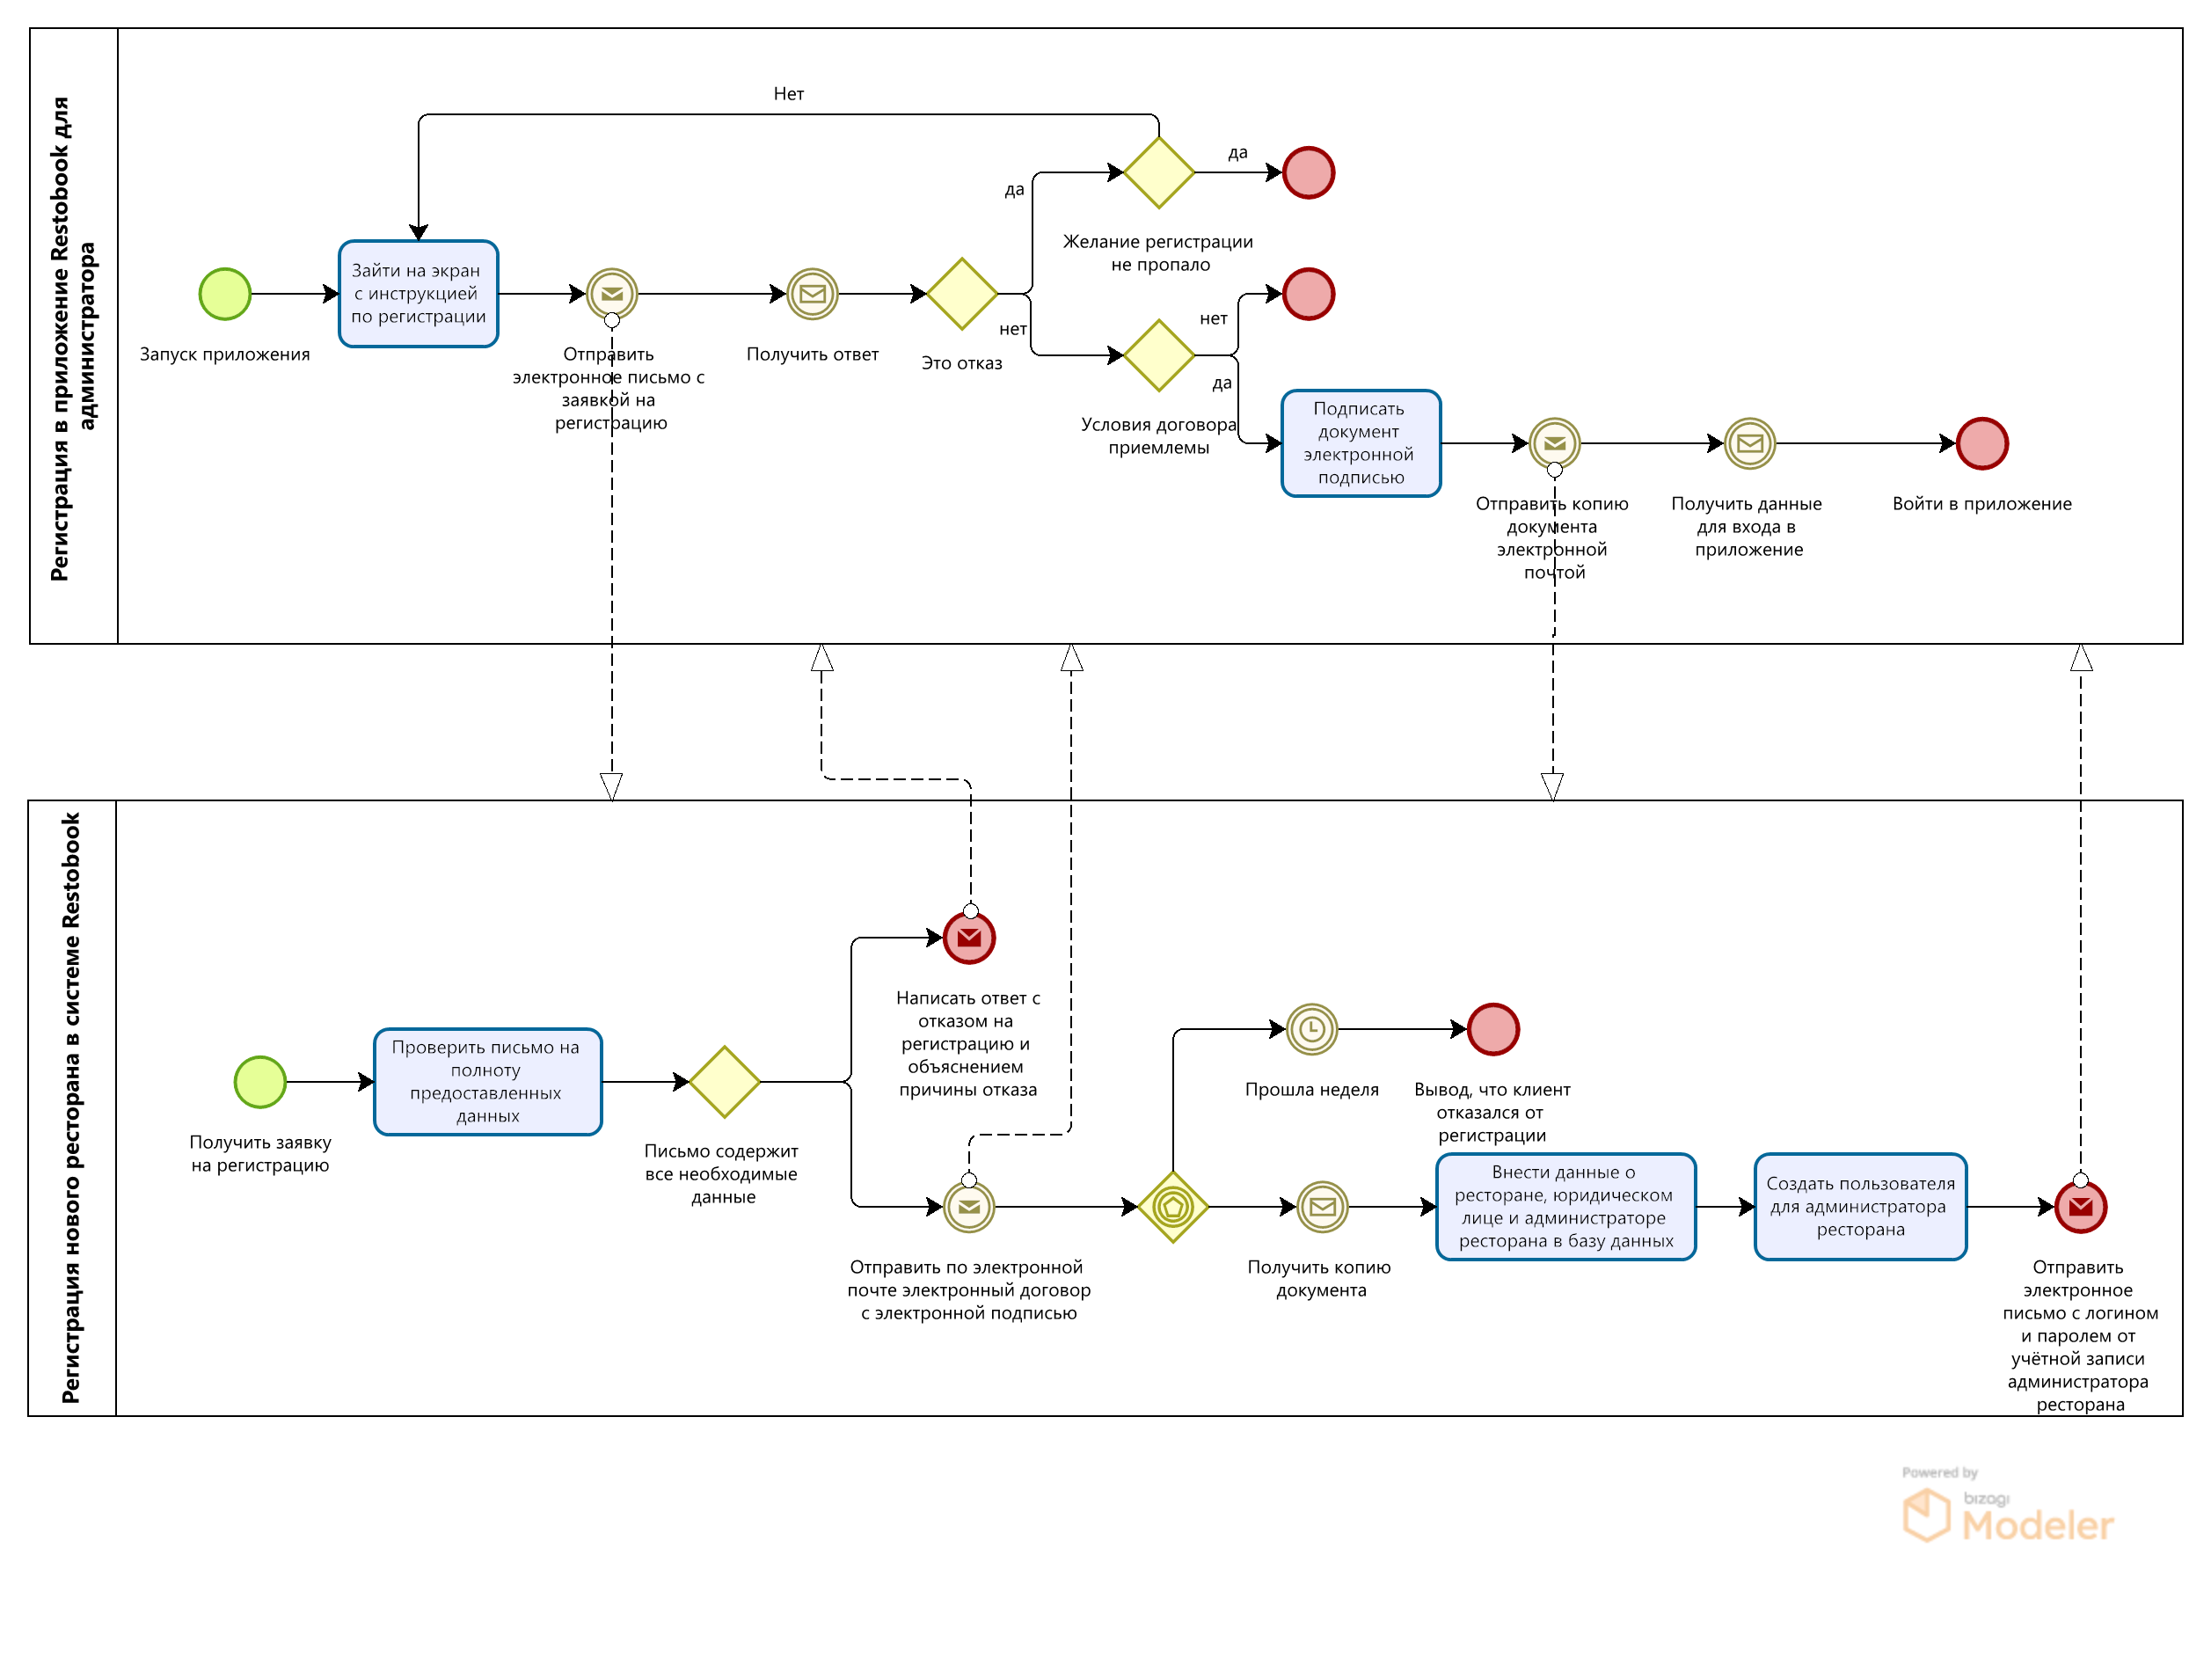 Регистрация в приложение Restobook для
администратора
Нет
да
да
Желание регистрации
не пропало
Зайти на экран
с инструкцией
по регистрации
Запуск приложения
Отправить
электронное письмо с
заявкой на
регистрацию
Получить ответ
Это отказ
нет
нет
да
Условия договора
приемлемы
Подписать
документ
электронной
подписью
Отправить копию
документа
электронной
почтой
Получить данные
для входа в
приложение
Войти в приложение
Регистрация нового ресторана в системе Restobook
Получить заявку
на регистрацию
Проверить письмо на
полноту
предоставленных
данных
Письмо содержит
все необходимые
данные
Написать ответ с
отказом на
регистрацию и
объяснением
причины отказа
Отправить по электронной
почте электронный договор
с электронной подписью
Прошла неделя
Вывод, что клиент
отказался от
регистрации
Получить копию
документа
Внести данные о
ресторане, юридическом
лице и администраторе
ресторана в базу данных
Создать пользователя
для администратора
ресторана
Отправить
электронное
письмо с логином
и паролем от
учётной записи
администратора
ресторана
Powered by
bizagi
Modeler